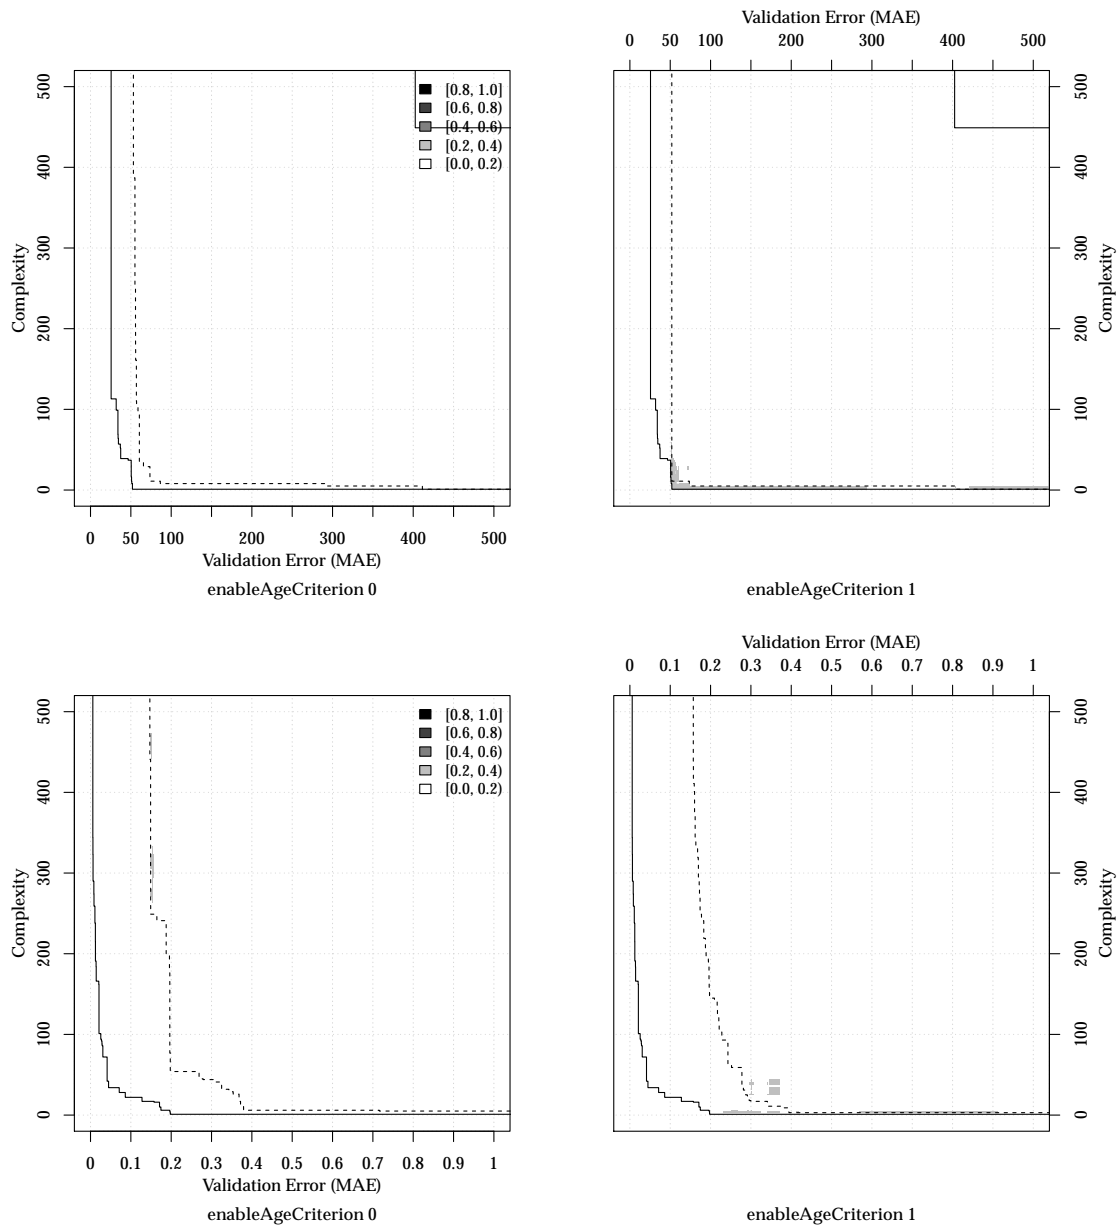 Validation Error (MAE)
0 50 100 200 300 400 500
[0.8, 1.0]
[0.6, 0.8)
[0.4, 0.6)
[0.2, 0.4)
[0.0, 0.2)
Complexity
0 100 200 300 400 500
0 50 100 200 300 400 500
Validation Error (MAE)
enableAgeCriterion 0
0 100 200 300 400 500
Complexity
enableAgeCriterion 1
Validation Error (MAE)
0 0.1 0.2 0.3 0.4 0.5 0.6 0.7 0.8 0.9 1
[0.8, 1.0]
[0.6, 0.8)
[0.4, 0.6)
[0.2, 0.4)
[0.0, 0.2)
Complexity
0 100 200 300 400 500
0 0.1 0.2 0.3 0.4 0.5 0.6 0.7 0.8 0.9 1
Validation Error (MAE)
enableAgeCriterion 0
0 100 200 300 400 500
Complexity
enableAgeCriterion 1